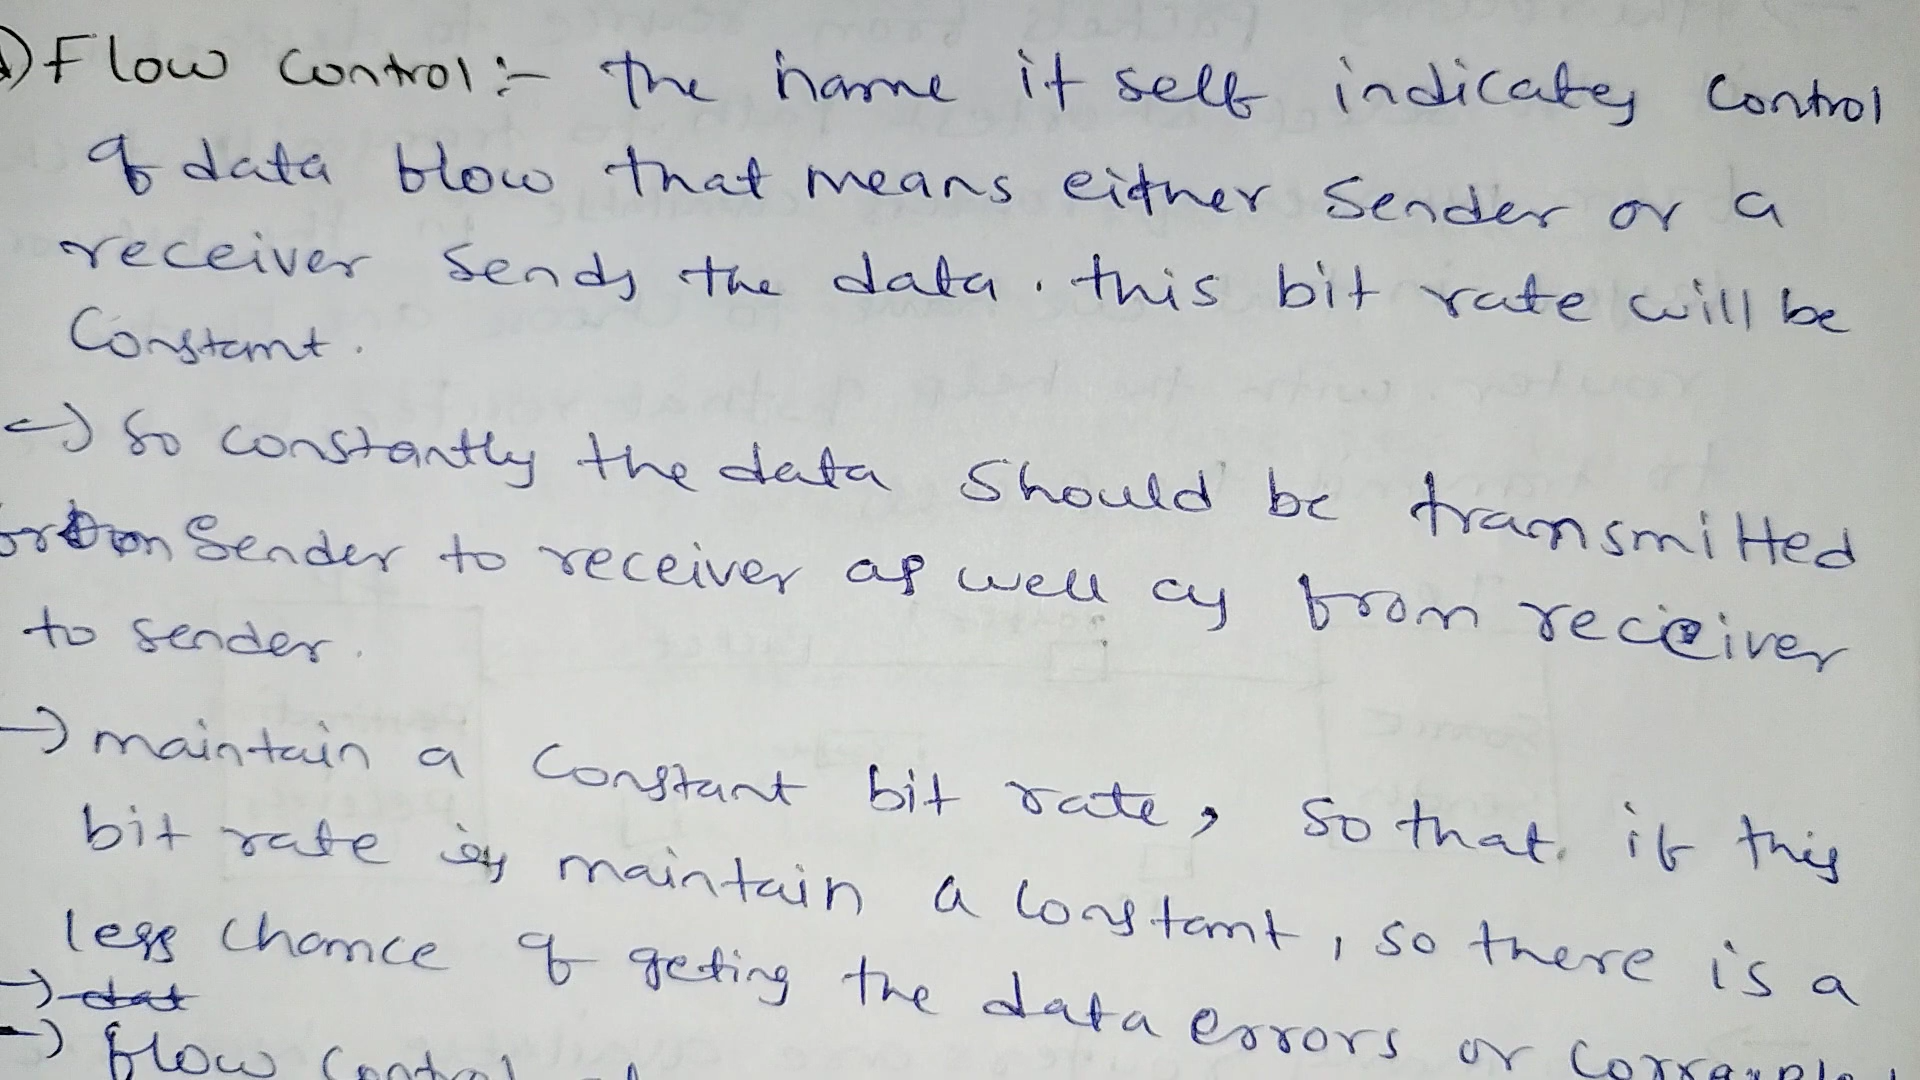 Flow control :- the name it self indicates control
of data flow that means either sender or a
receiver sends the data. this bit rate will be
Constant.
→ so constantly the data should be transmitted
from sender to receiver as well as from receiver
to sender.
→ maintain a constant bit rate, so that. if this
bit rate is maintain a constant, so there is a
less chance of geting the data errors or
→ dat
→ flow control